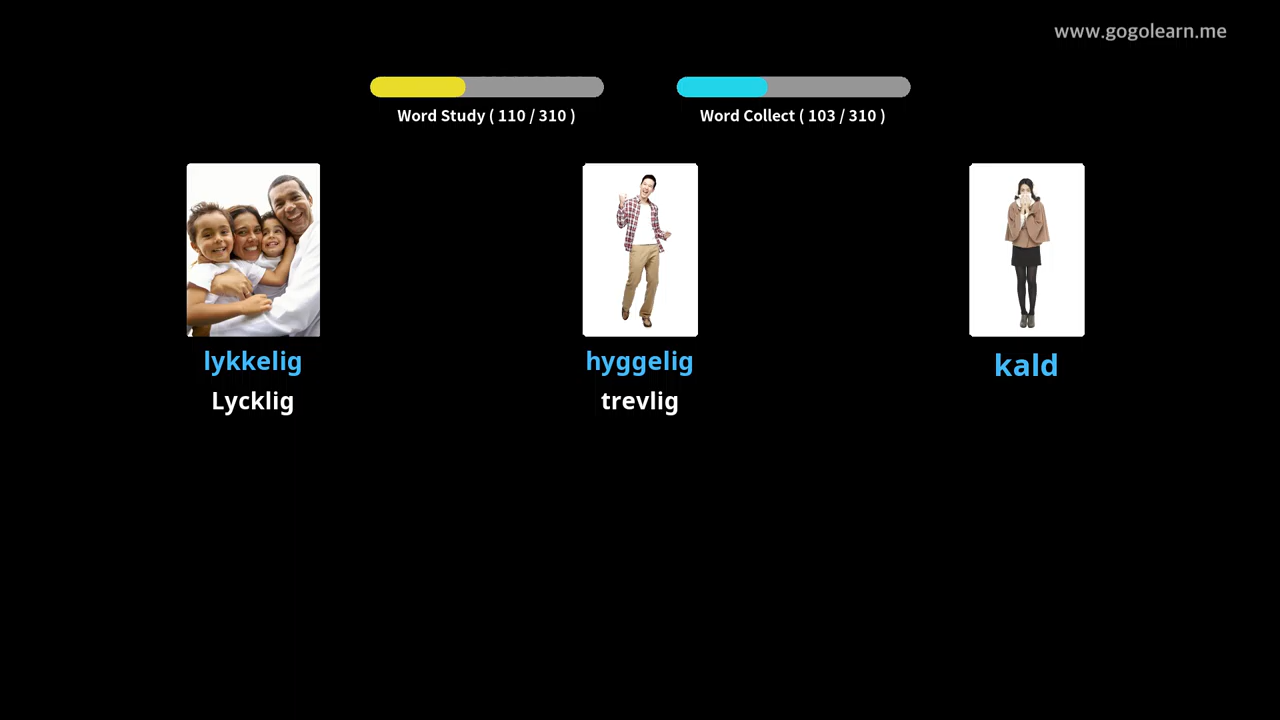 www.gogolearn.me
Word Study ( 110 / 310 )
Word Collect ( 103 / 310 )
lykkelig
hyggelig
kald
Lycklig
trevlig